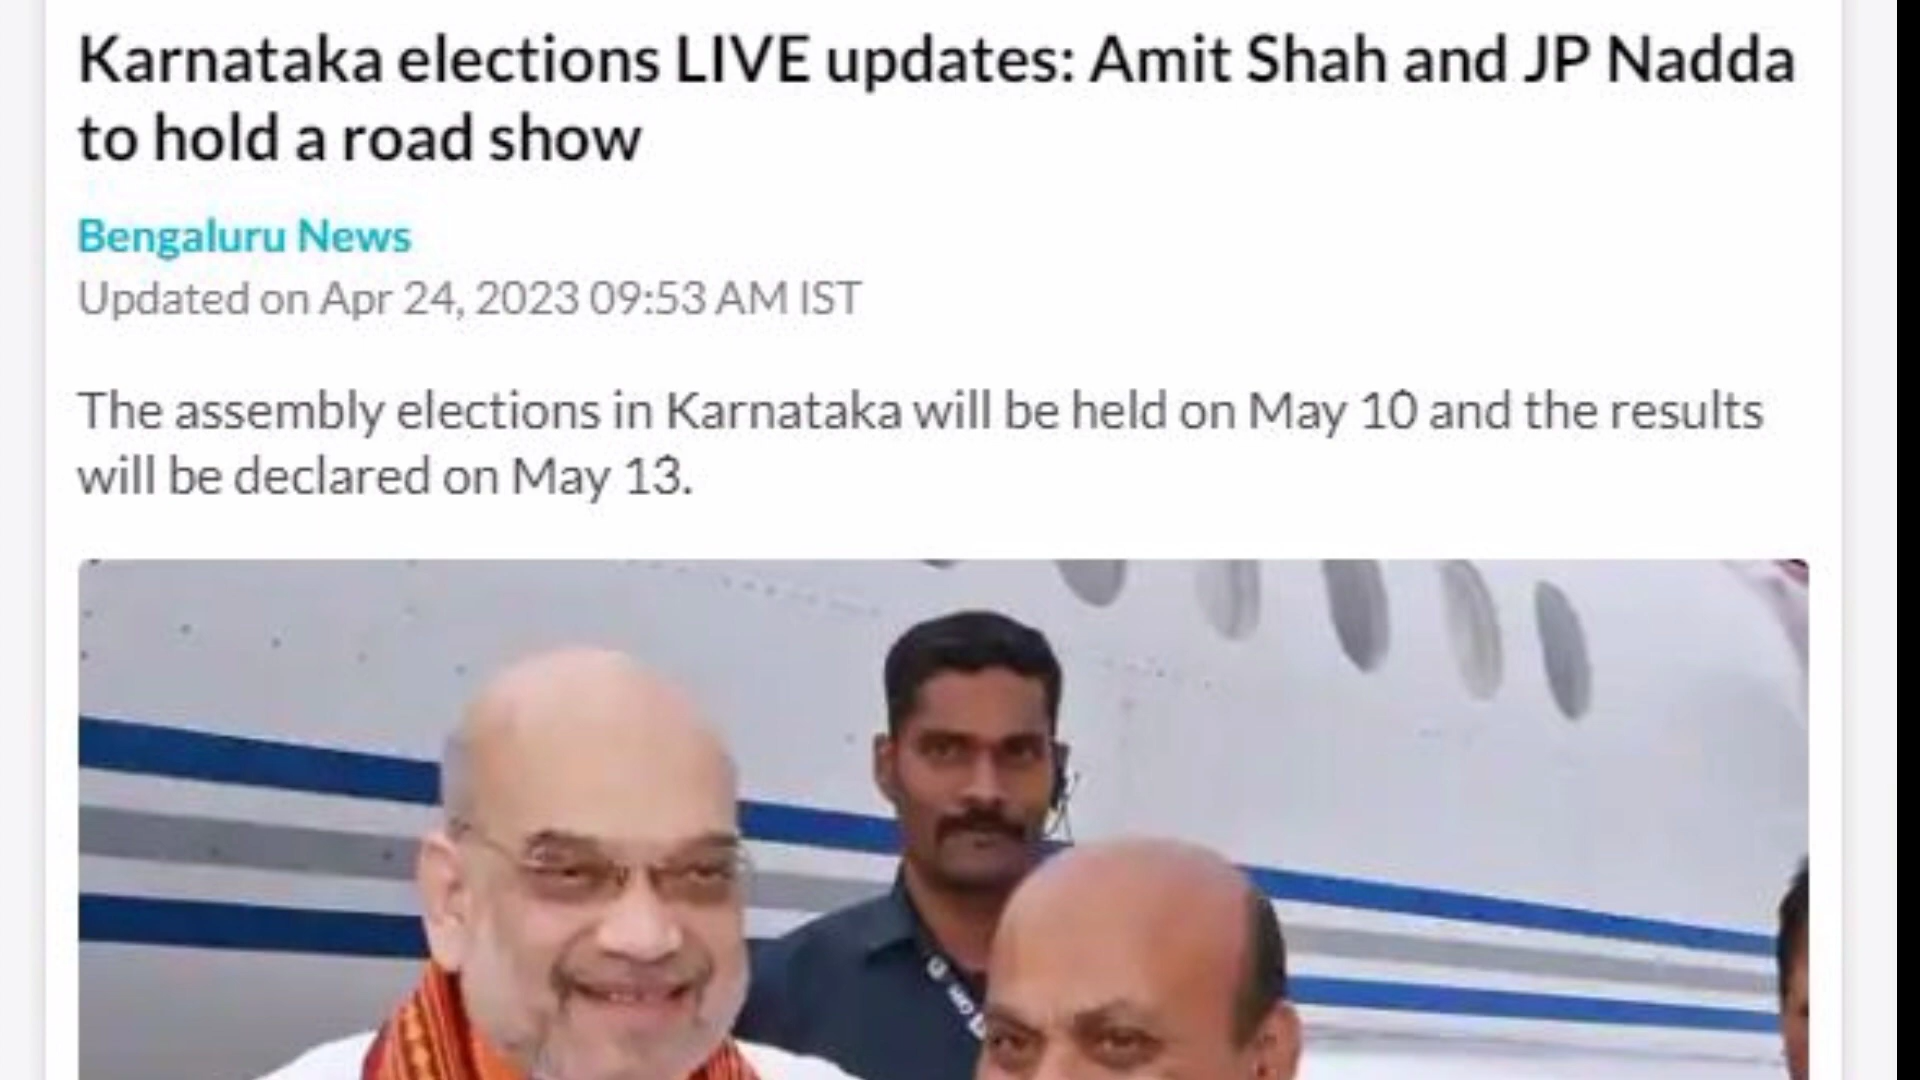 Karnataka elections LIVE updates: Amit Shah and JP Nadda
to hold a road show
Bengaluru News
Updated on Apr 24, 2023 09:53 AM IST
The assembly elections in Karnataka will be held on May 10 and the results
will be declared on May 13.